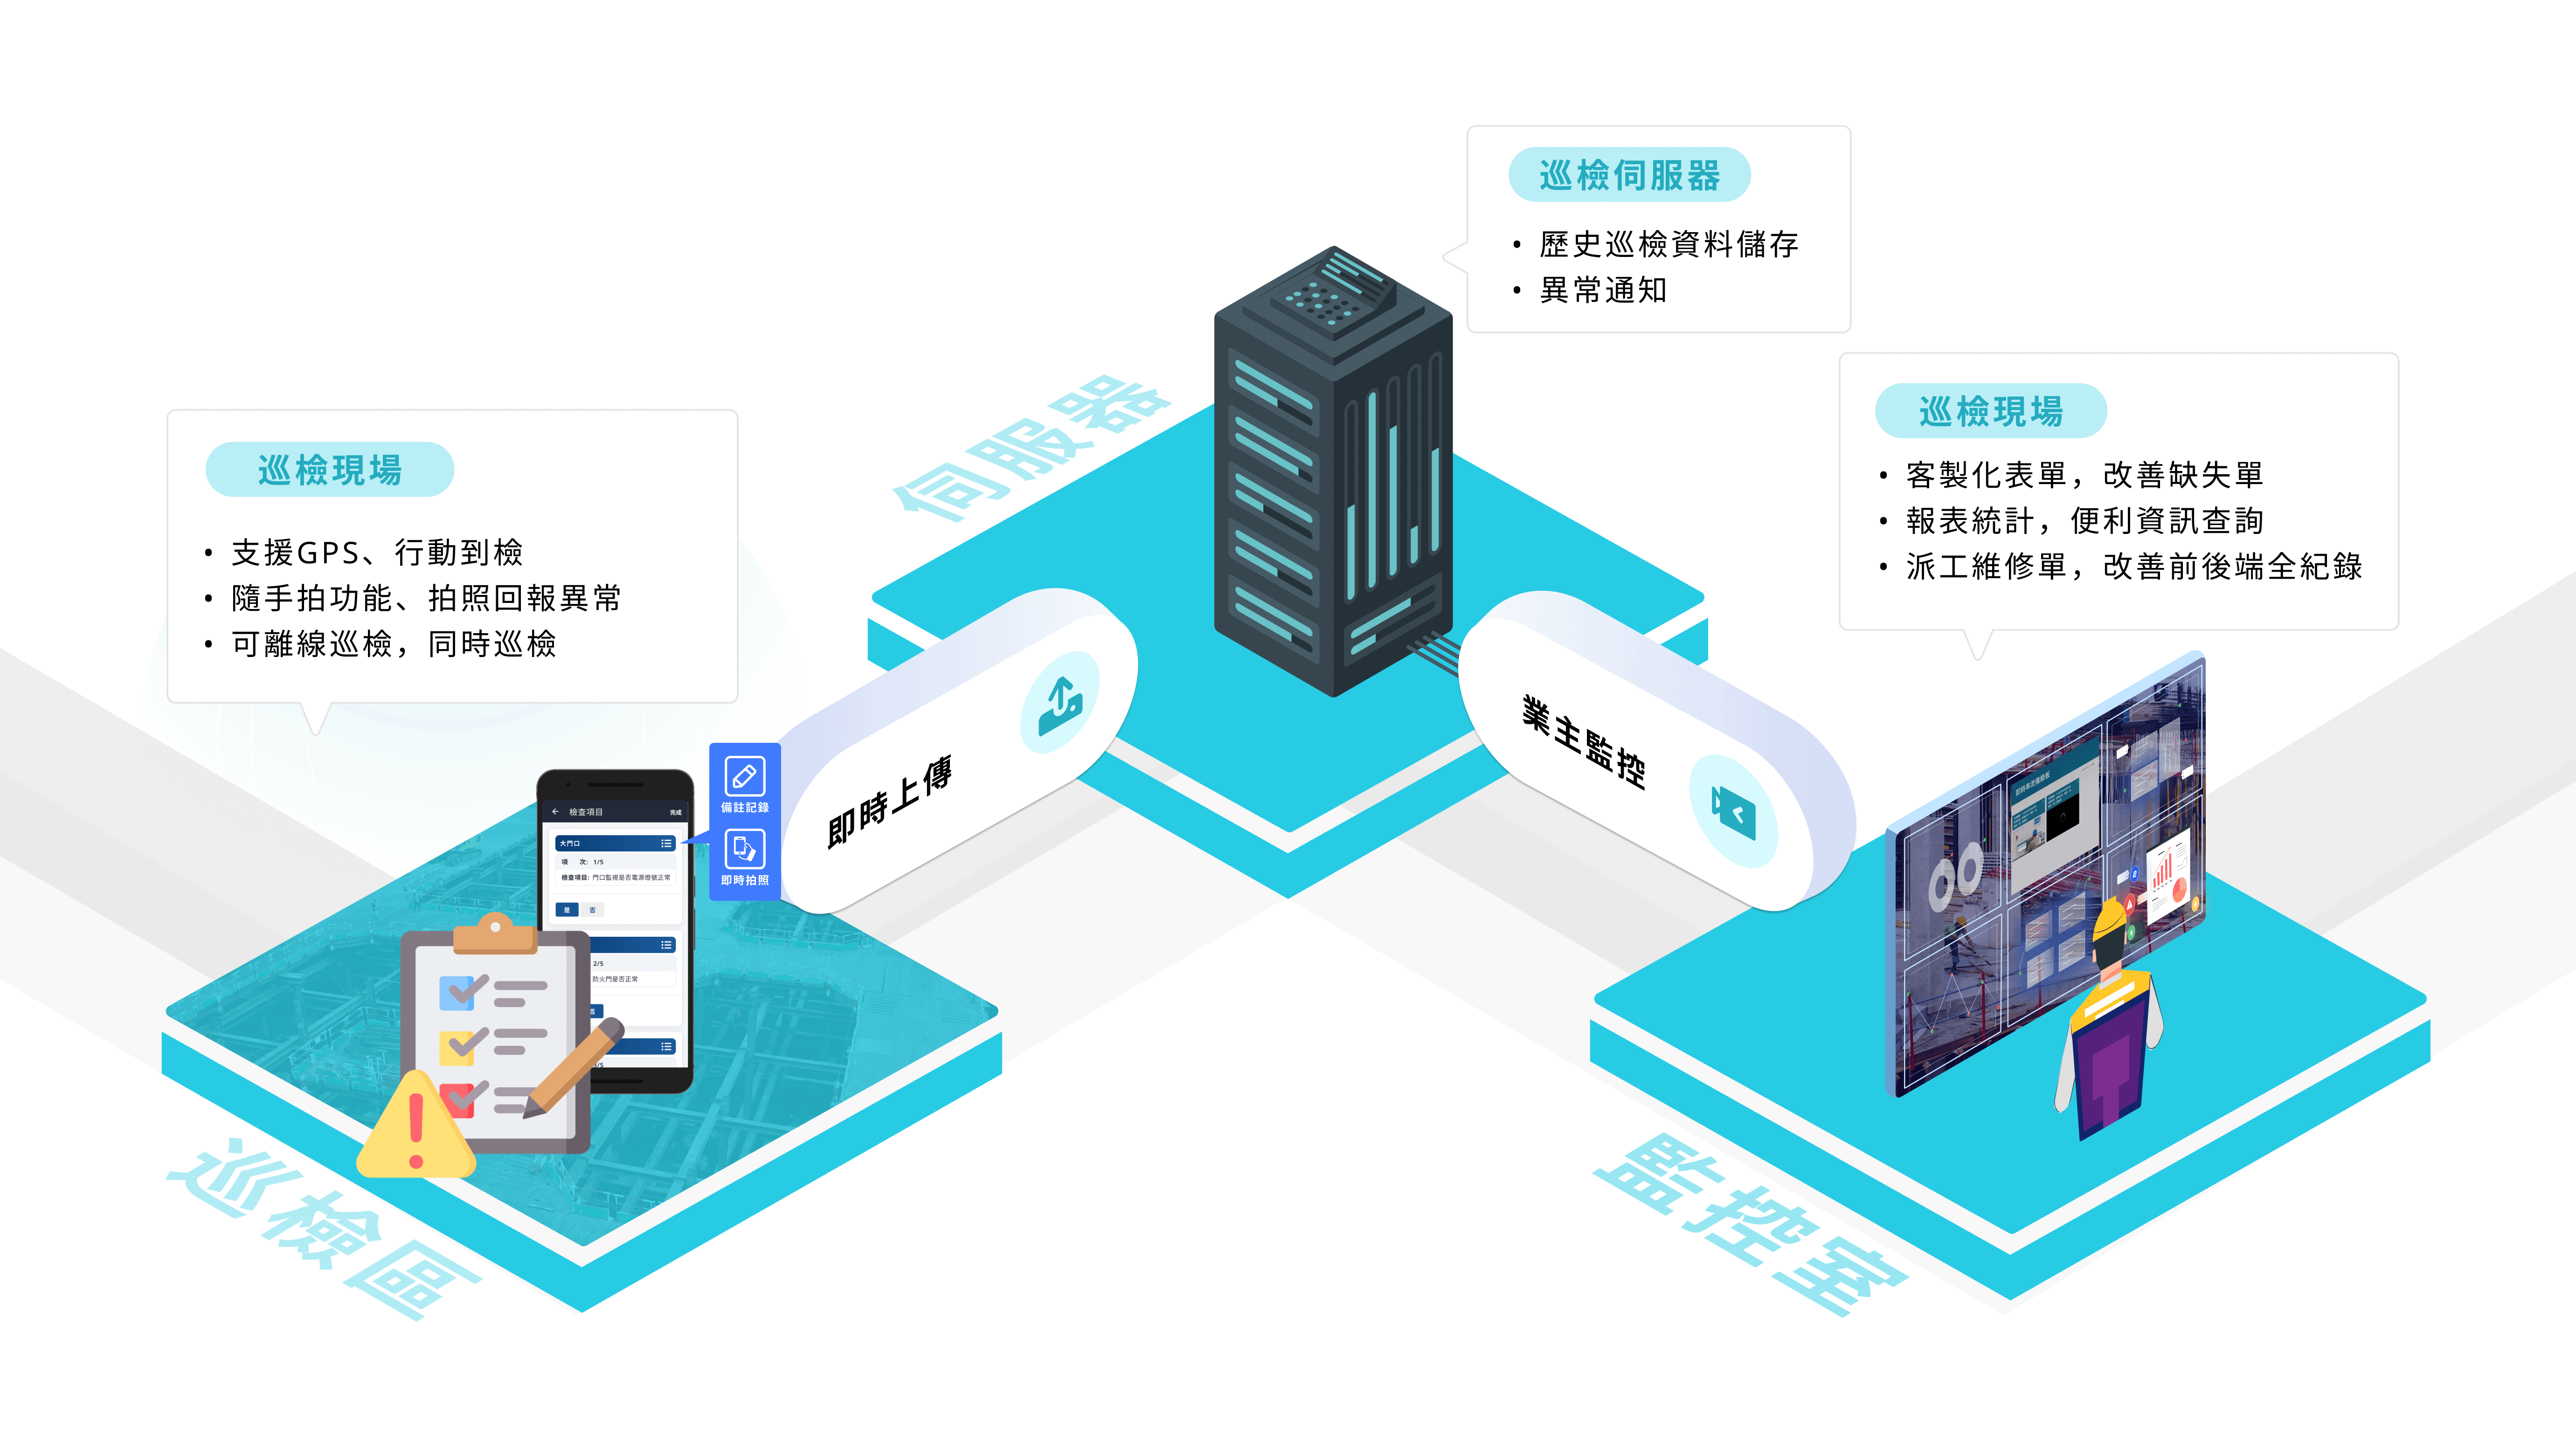 巡檢伺服器
• 歷史巡檢資料儲存
• 異常通知
伺服器
巡檢現場
• 支援GPS、行動到檢
• 隨手拍功能、拍照回報異常
• 可離線巡檢，同時巡檢
巡檢現場
• 客製化表單，改善缺失單
• 報表統計，便利資訊查詢
• 派工維修單，改善前後端全紀錄
即時上傳
業主監控
備註記錄
即時拍照
檢查項目
完成
大門口
項 次: 1/5
檢查項目: 門口監視是否電源燈號正常
是 否
2/5
防火門是否正常
否
/5
巡檢區
監控室